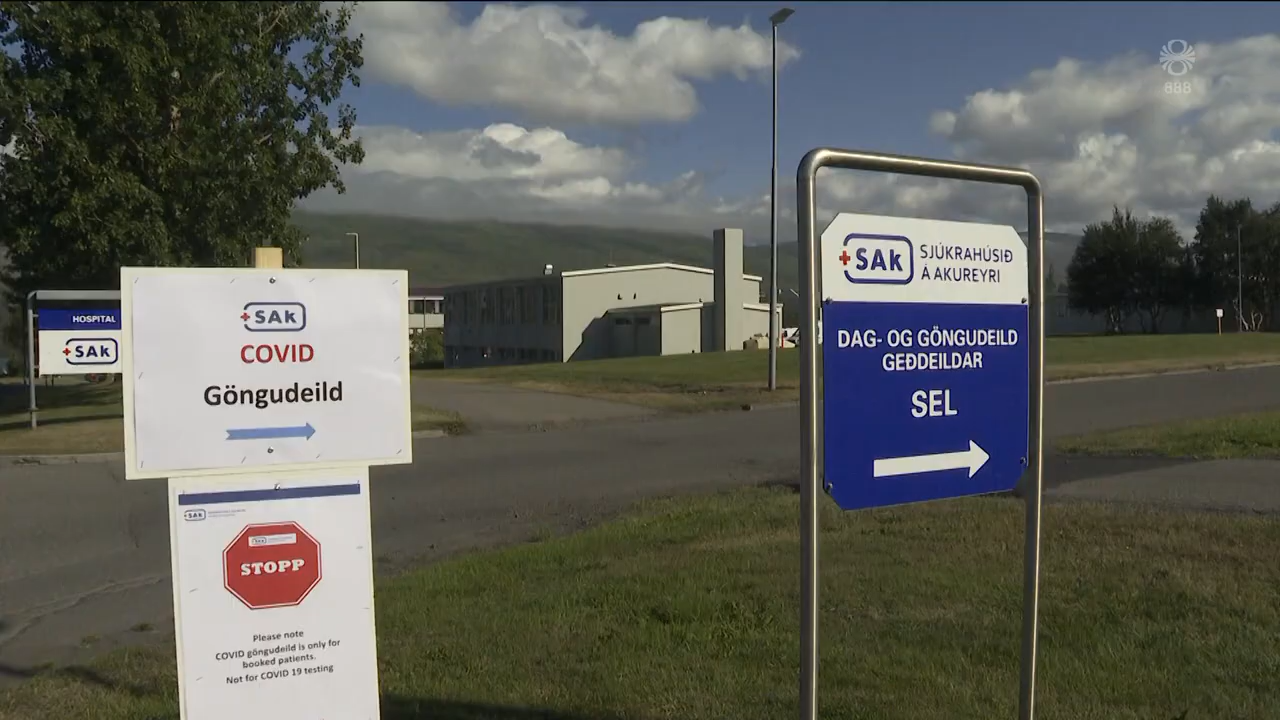 HOSPITAL
SAk
SAk
COVID
Göngudeild
SAk
STOPP
Please note
COVID göngudeild is only for
booked patients.
Not for COVID 19 testing
SAk
SJÚKRAHÚSIÐ
Á AKUREYRI
DAG- OG GÖNGUDEILD
GEÐDEILDAR
SEL
888